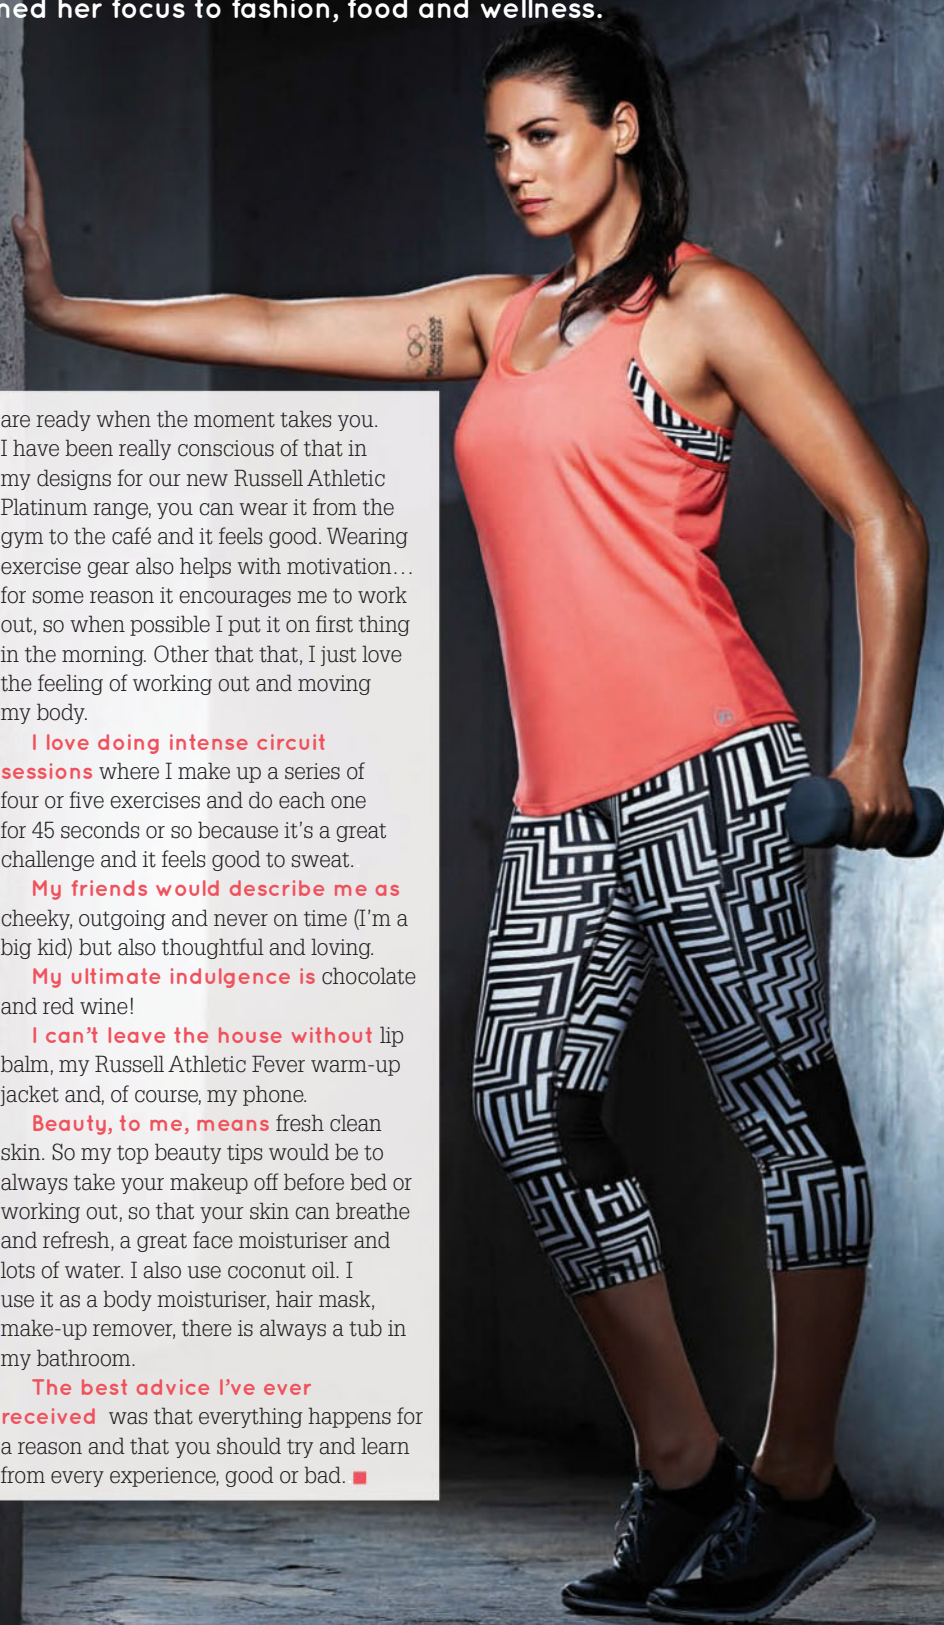 ned her focus to fashion, food and wellness.
are ready when the moment takes you.
I have been really conscious of that in
my designs for our new Russell Athletic
Platinum range, you can wear it from the
gym to the café and it feels good. Wearing
exercise gear also helps with motivation…
for some reason it encourages me to work
out, so when possible I put it on first thing
in the morning. Other that that, I just love
the feeling of working out and moving
my body.
I love doing intense circuit
sessions where I make up a series of
four or five exercises and do each one
for 45 seconds or so because it's a great
challenge and it feels good to sweat.
My friends would describe me as
cheeky, outgoing and never on time (I'm a
big kid) but also thoughtful and loving.
My ultimate indulgence is chocolate
and red wine!
I can't leave the house without lip
balm, my Russell Athletic Fever warm-up
jacket and, of course, my phone.
Beauty, to me, means fresh clean
skin. So my top beauty tips would be to
always take your makeup off before bed or
working out, so that your skin can breathe
and refresh, a great face moisturiser and
lots of water. I also use coconut oil. I
use it as a body moisturiser, hair mask,
make-up remover, there is always a tub in
my bathroom.
The best advice I've ever
received was that everything happens for
a reason and that you should try and learn
from every experience, good or bad.